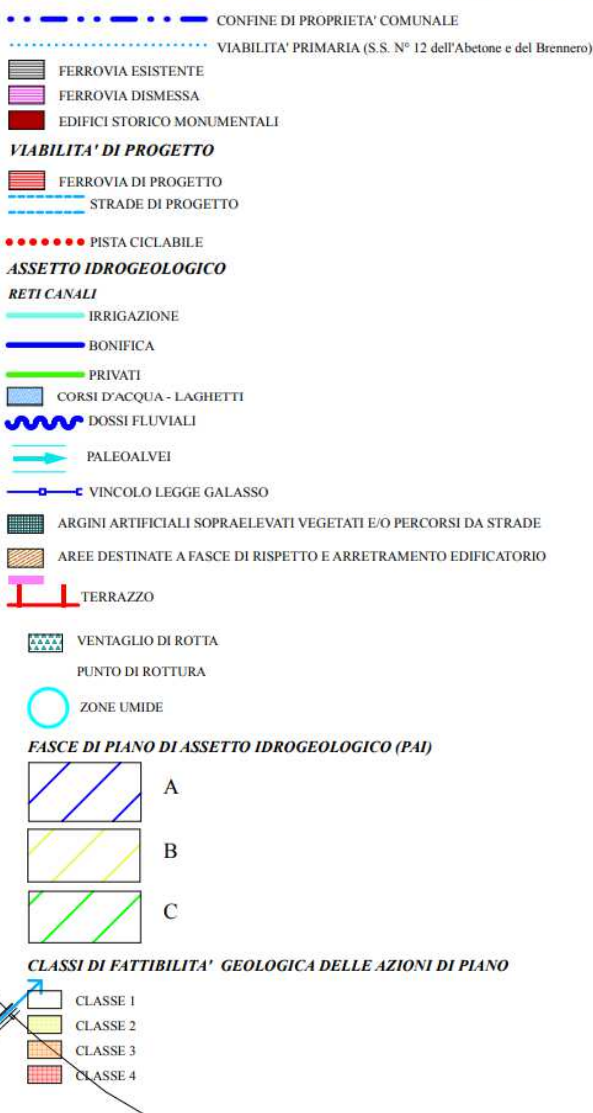 CONFINE DI PROPRIETA' COMUNALE
VIABILITA' PRIMARIA (S.S. N° 12 dell'Abetone e del Brennero)
FERROVIA ESISTENTE
FERROVIA DISMESSA
EDIFICI STORICO MONUMENTALI
VIABILITA' DI PROGETTO
FERROVIA DI PROGETTO
STRADE DI PROGETTO
PISTA CICLABILE
ASSETTO IDROGEOLOGICO
RETI CANALI
IRRIGAZIONE
BONIFICA
PRIVATI
CORSI D'ACQUA - LAGHETTI
DOSSI FLUVIALI
PALEOALVEI
VINCOLO LEGGE GALASSO
ARGINI ARTIFICIALI SOPRAELEVATI VEGETATI E/O PERCORSI DA STRADE
AREE DESTINATE A FASCE DI RISPETTO E ARRETRAMENTO EDIFICATORIO
TERRAZZO
VENTAGLIO DI ROTTA
PUNTO DI ROTTURA
ZONE UMIDE
FASCE DI PIANO DI ASSETTO IDROGEOLOGICO (PAI)
A
B
C
CLASSI DI FATTIBILITA' GEOLOGICA DELLE AZIONI DI PIANO
CLASSE 1
CLASSE 2
CLASSE 3
CLASSE 4